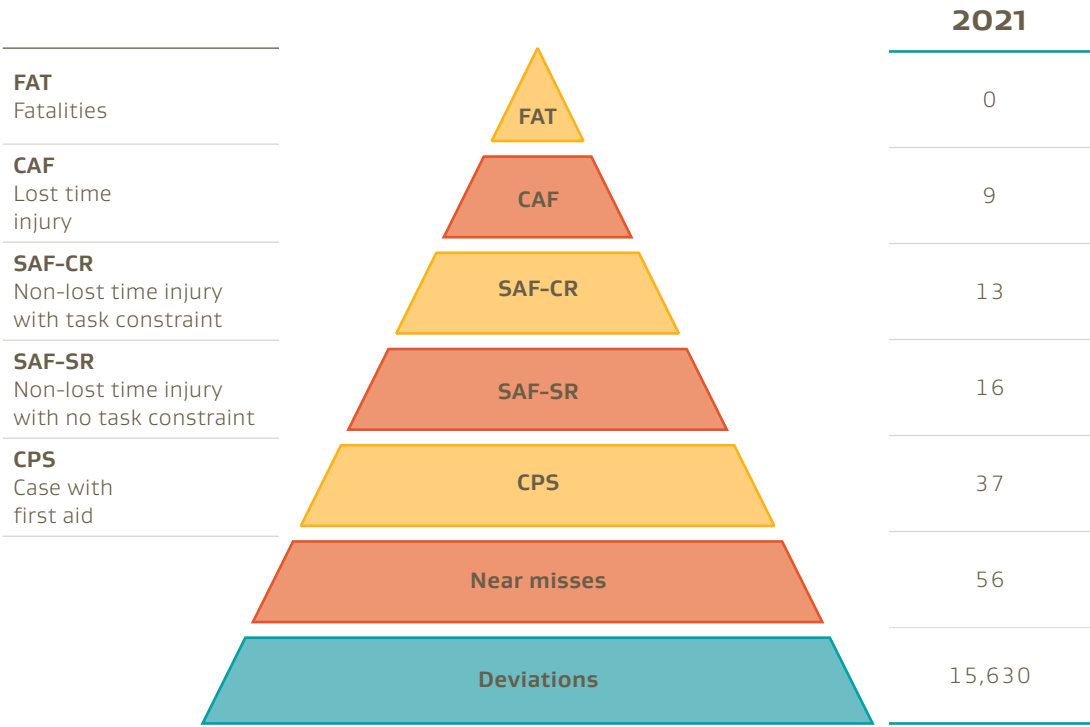 2021
FAT
Fatalities
FAT
0
CAF
Lost time
injury
CAF
9
SAF-CR
Non-lost time injury
with task constraint
SAF-CR
13
SAF-SR
Non-lost time injury
with no task constraint
SAF-SR
16
CPS
Case with
first aid
CPS
37
Near misses
56
Deviations
15,630